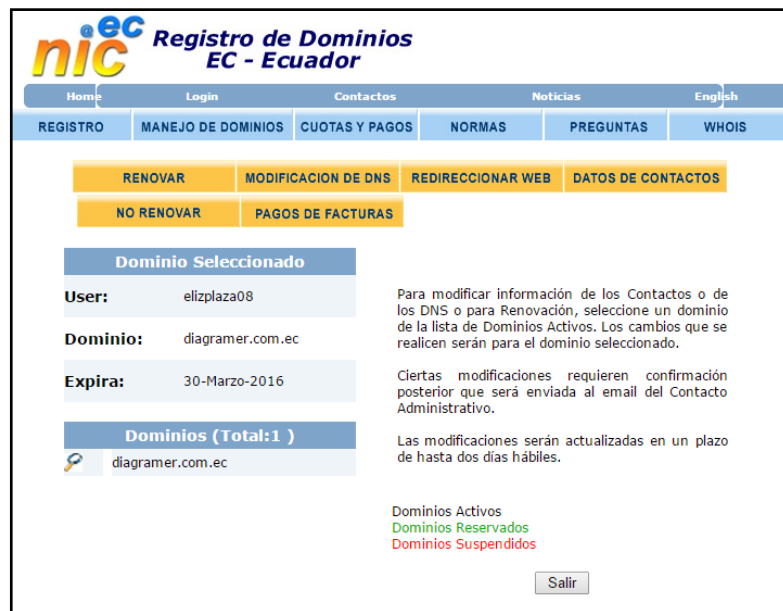 @ec
nic
Registro de Dominios
EC - Ecuador
Home Login Contactos Noticias English
REGISTRO MANEJO DE DOMINIOS CUOTAS Y PAGOS NORMAS PREGUNTAS WHOIS
RENOVAR MODIFICACION DE DNS REDIRECCIONAR WEB DATOS DE CONTACTOS
NO RENOVAR PAGOS DE FACTURAS
Dominio Seleccionado
User: elizplaza08
Dominio: diagramer.com.ec
Expira: 30-Marzo-2016
Dominios (Total:1 )
diagramer.com.ec
Para modificar información de los Contactos o de
los DNS o para Renovación, seleccione un dominio
de la lista de Dominios Activos. Los cambios que se
realicen serán para el dominio seleccionado.
Ciertas modificaciones requieren confirmación
posterior que será enviada al email del Contacto
Administrativo.
Las modificaciones serán actualizadas en un plazo
de hasta dos días hábiles.
Dominios Activos
Dominios Reservados
Dominios Suspendidos
Salir